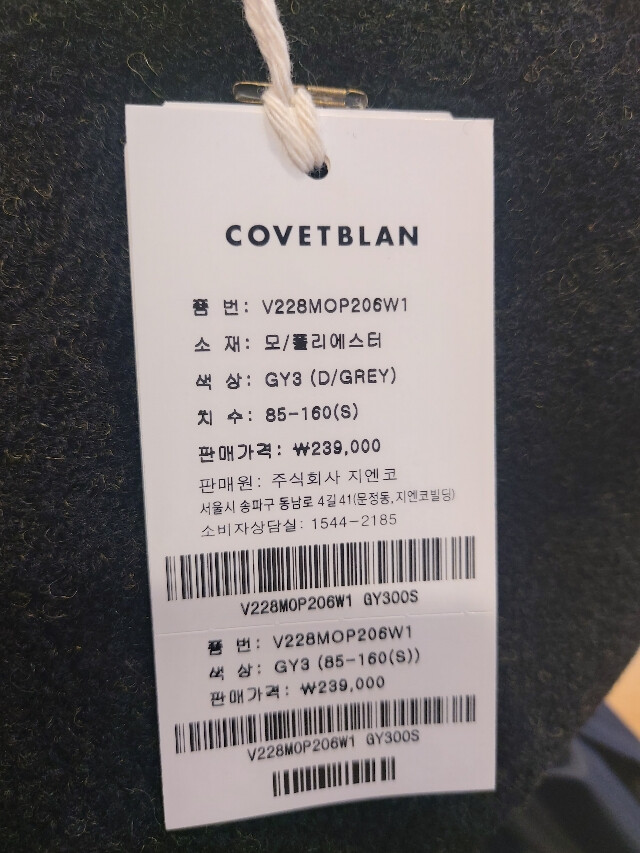 COVETBLAN
품 번: V228MOP206W1
소 재: 모/폴리에스터
색 상: GY3 (D/GREY)
치 수: 85-160(S)
판매가격: ₩239,000
판매원: 주식회사 지엔코
서울시 송파구 동남로 4길 41(문정동, 지엔코빌딩)
소비자상담실: 1544-2185
V228MOP206W1 GY300S
품 번: V228MOP206W1
색 상: GY3 (85-160(S))
판매가격: ₩239,000
V228MOP206W1 GY300S